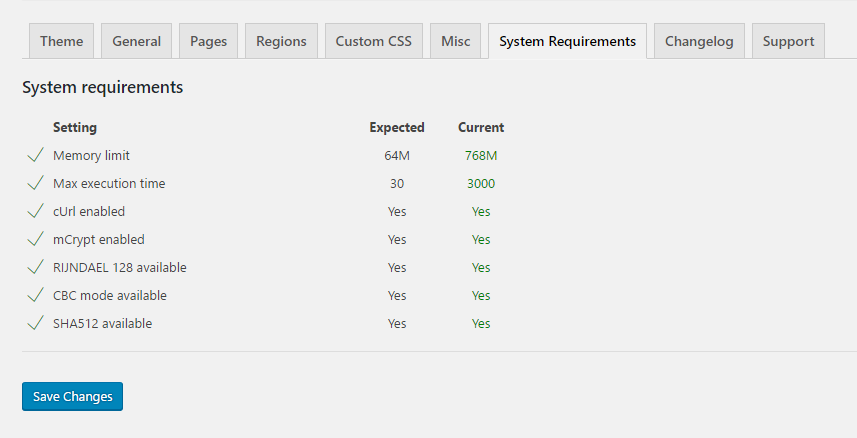 Theme General Pages Regions Custom CSS Misc System Requirements Changelog Support
System requirements
Setting Expected Current
Memory limit 64M 768M
Max execution time 30 3000
cUrl enabled Yes Yes
mCrypt enabled Yes Yes
RIJNDAEL 128 available Yes Yes
CBC mode available Yes Yes
SHA512 available Yes Yes
Save Changes